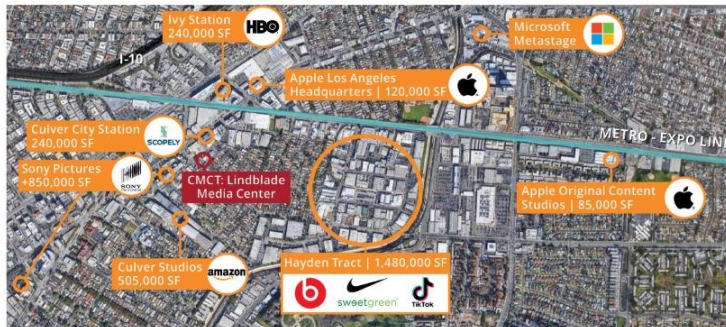 Ivy Station
240,000 SF
HBO
I-10
Microsoft
Metastage
Apple Los Angeles
Headquarters | 120,000 SF
Culver City Station
240,000 SF
SCOPELY
METRO - EXPO LINE
Sony Pictures
+850,000 SF
SONY
CMCT: Lindblade
Media Center
Apple Original Content
Studios | 85,000 SF
Culver Studios
505,000 SF
amazon
Hayden Tract | 1,480,000 SF
sweetgreen
TikTok